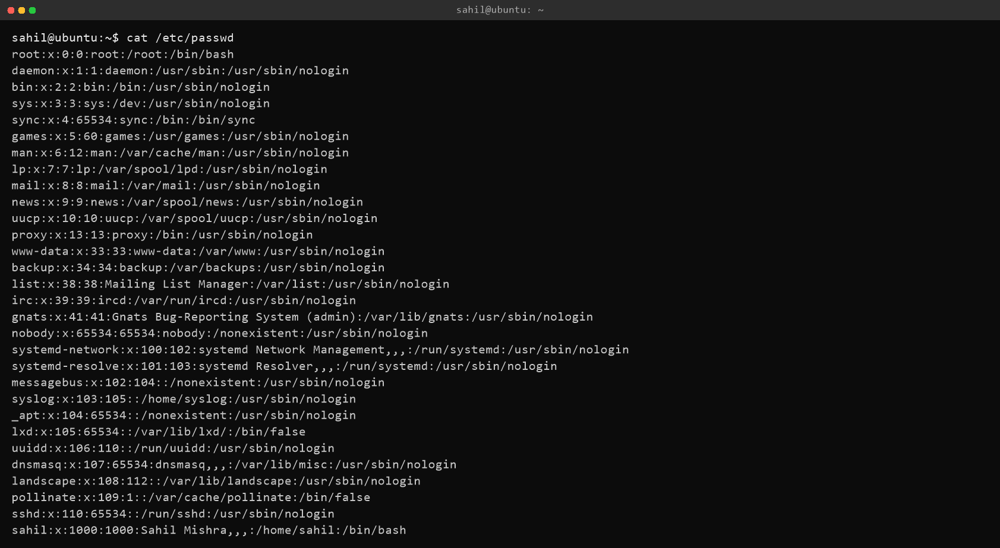 sahil@ubuntu: ~
sahil@ubuntu:~$ cat /etc/passwd
root:x:0:0:root:/root:/bin/bash
daemon:x:1:1:daemon:/usr/sbin:/usr/sbin/nologin
bin:x:2:2:bin:/bin:/usr/sbin/nologin
sys:x:3:3:sys:/dev:/usr/sbin/nologin
sync:x:4:65534:sync:/bin:/bin/sync
games:x:5:60:games:/usr/games:/usr/sbin/nologin
man:x:6:12:man:/var/cache/man:/usr/sbin/nologin
lp:x:7:7:lp:/var/spool/lpd:/usr/sbin/nologin
mail:x:8:8:mail:/var/mail:/usr/sbin/nologin
news:x:9:9:news:/var/spool/news:/usr/sbin/nologin
uucp:x:10:10:uucp:/var/spool/uucp:/usr/sbin/nologin
proxy:x:13:13:proxy:/bin:/usr/sbin/nologin
www-data:x:33:33:www-data:/var/www:/usr/sbin/nologin
backup:x:34:34:backup:/var/backups:/usr/sbin/nologin
list:x:38:38:Mailing List Manager:/var/list:/usr/sbin/nologin
irc:x:39:39:ircd:/var/run/ircd:/usr/sbin/nologin
gnats:x:41:41:Gnats Bug-Reporting System (admin):/var/lib/gnats:/usr/sbin/nologin
nobody:x:65534:65534:nobody:/nonexistent:/usr/sbin/nologin
systemd-network:x:100:102:systemd Network Management,,,:/run/systemd:/usr/sbin/nologin
systemd-resolve:x:101:103:systemd Resolver,,,:/run/systemd:/usr/sbin/nologin
messagebus:x:102:104::/nonexistent:/usr/sbin/nologin
syslog:x:103:105::/home/syslog:/usr/sbin/nologin
_apt:x:104:65534::/nonexistent:/usr/sbin/nologin
lxd:x:105:65534::/var/lib/lxd/:/bin/false
uuidd:x:106:110::/run/uuidd:/usr/sbin/nologin
dnsmasq:x:107:65534:dnsmasq,,,:/var/lib/misc:/usr/sbin/nologin
landscape:x:108:112::/var/lib/landscape:/usr/sbin/nologin
pollinate:x:109:1::/var/cache/pollinate:/bin/false
sshd:x:110:65534::/run/sshd:/usr/sbin/nologin
sahil:x:1000:1000:Sahil Mishra,,,:/home/sahil:/bin/bash